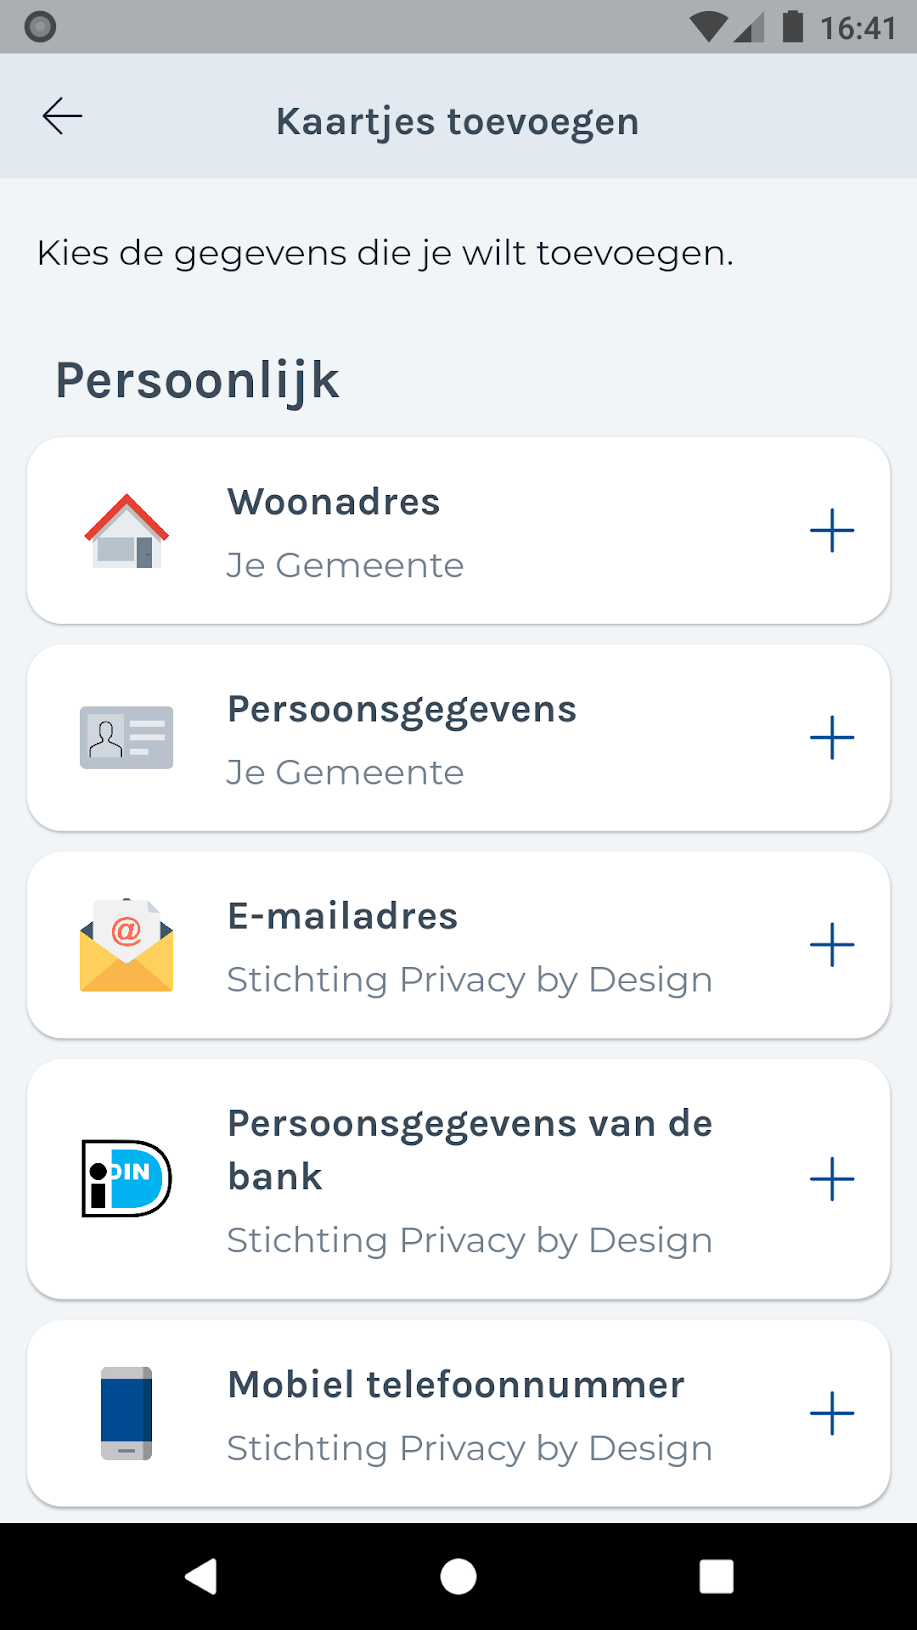 16:41
Kaartjes toevoegen
Kies de gegevens die je wilt toevoegen.
Persoonlijk
Woonadres
Je Gemeente
Persoonsgegevens
Je Gemeente
@
E-mailadres
Stichting Privacy by Design
Persoonsgegevens van de
bank
iDIN
Stichting Privacy by Design
Mobiel telefoonnummer
Stichting Privacy by Design